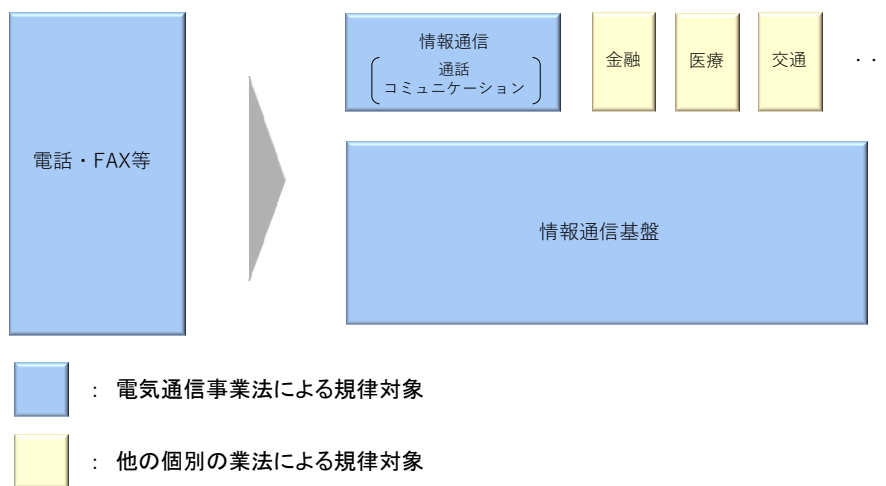 電話・FAX等
情報通信
通話
コミュニケーション
金融
医療
交通
・・
情報通信基盤
： 電気通信事業法による規律対象
： 他の個別の業法による規律対象